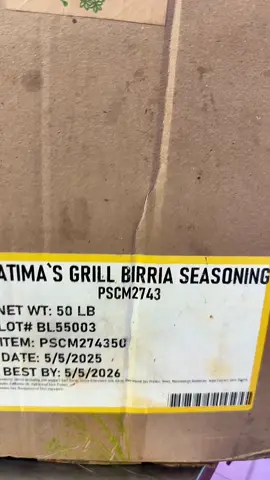 ATIMA`S GRILL BIRRIA SEASONING
PSCM2743
NET WT: 50 LB
LOT# BL55003
ITEM: PSCM274350
DATE: 5/5/2025
BEST BY: 5/5/2026